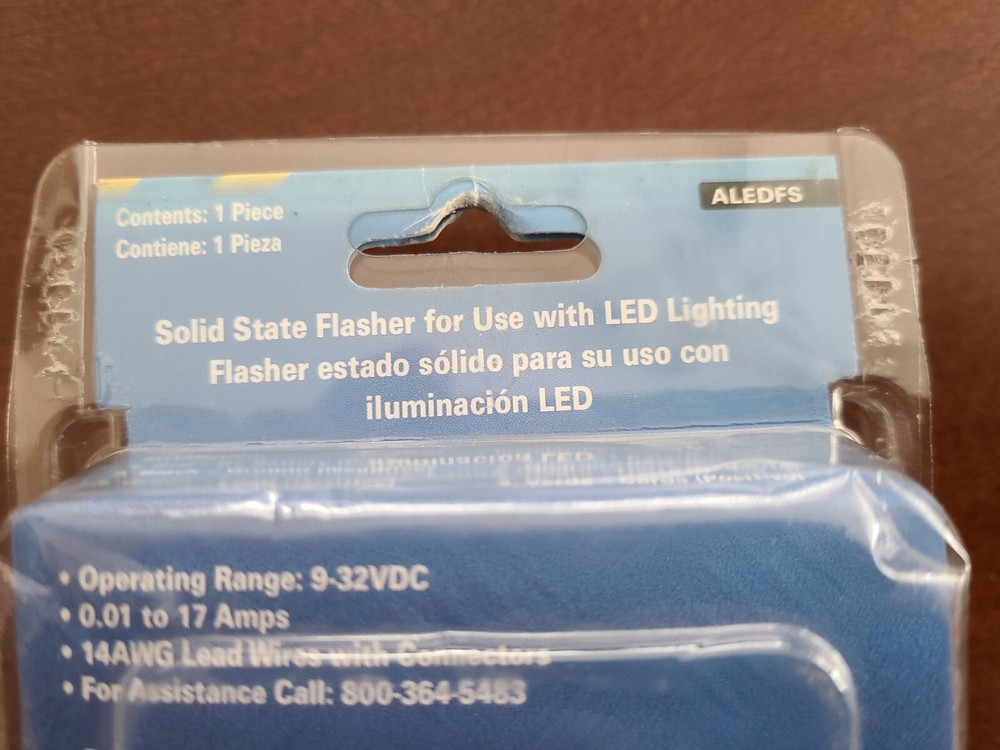 Contents: 1 Piece
Contiene: 1 Pieza
ALEDFS
Solid State Flasher for Use with LED Lighting
Flasher estado sólido para su uso con
iluminación LED
• Operating Range: 9-32VDC
• 0.01 to 17 Amps
• 14AWG Lead Wires with Connectors
• For Assistance Call: 800-364-5483